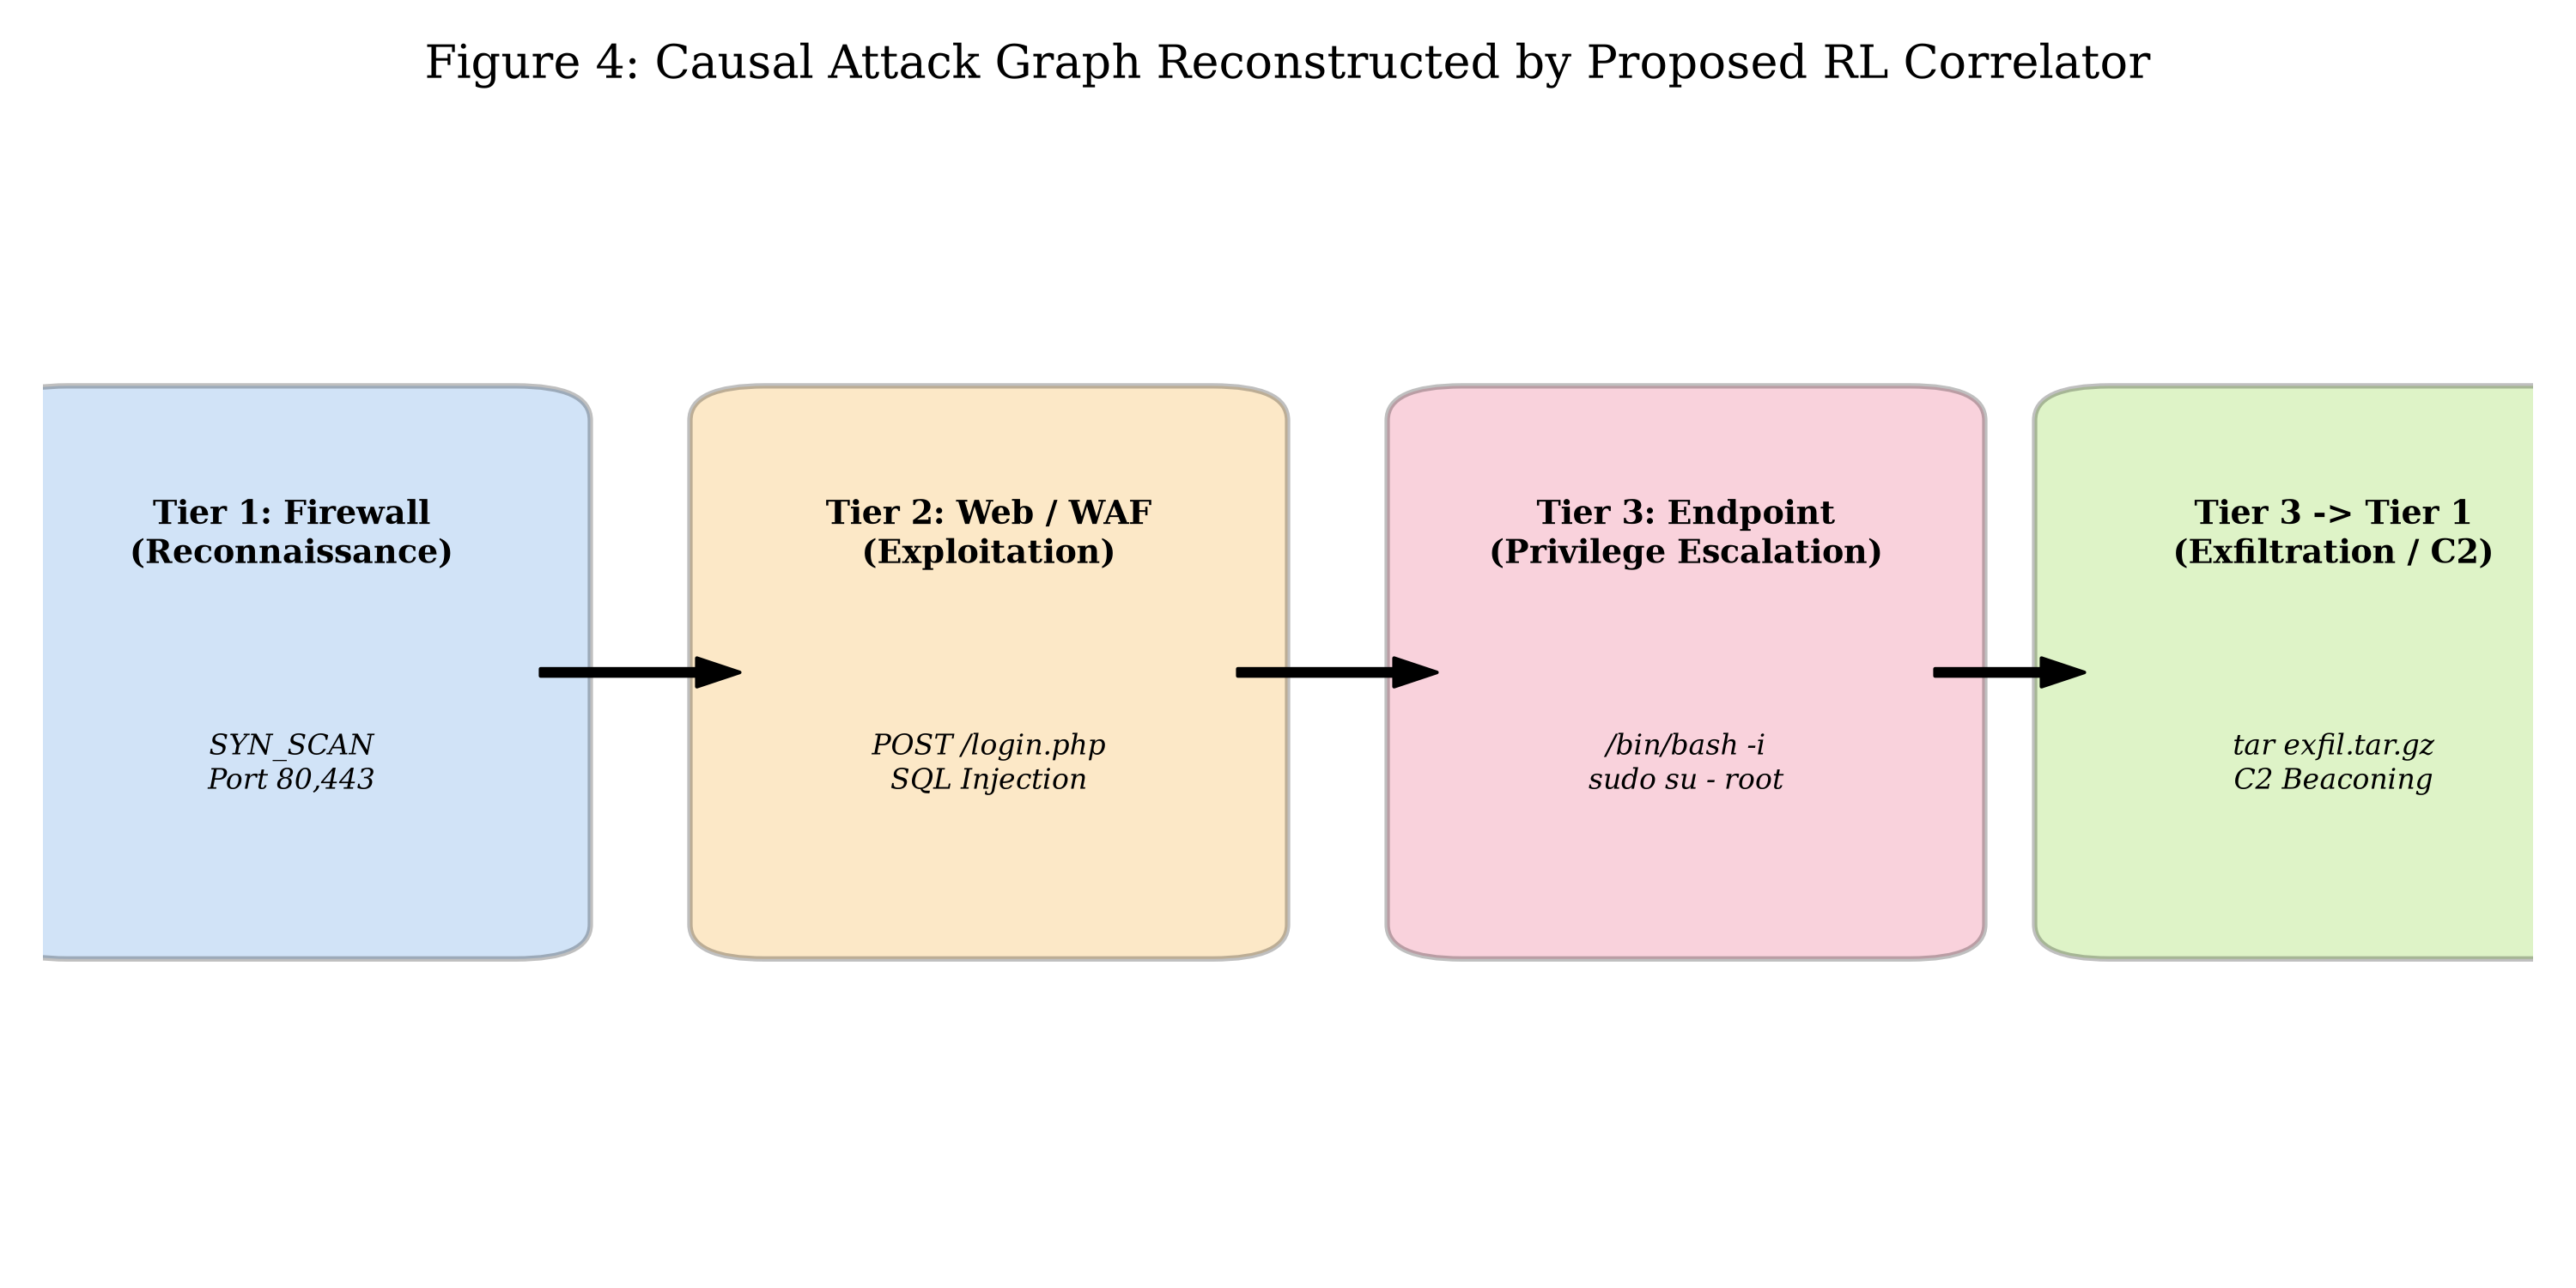 Figure 4: Causal Attack Graph Reconstructed by Proposed RL Correlator
Tier 1: Firewall
(Reconnaissance)
SYN_SCAN
Port 80,443
Tier 2: Web / WAF
(Exploitation)
POST /login.php
SQL Injection
Tier 3: Endpoint
(Privilege Escalation)
/bin/bash -i
sudo su - root
Tier 3 -> Tier 1
(Exfiltration / C2)
tar exfil.tar.gz
C2 Beaconing